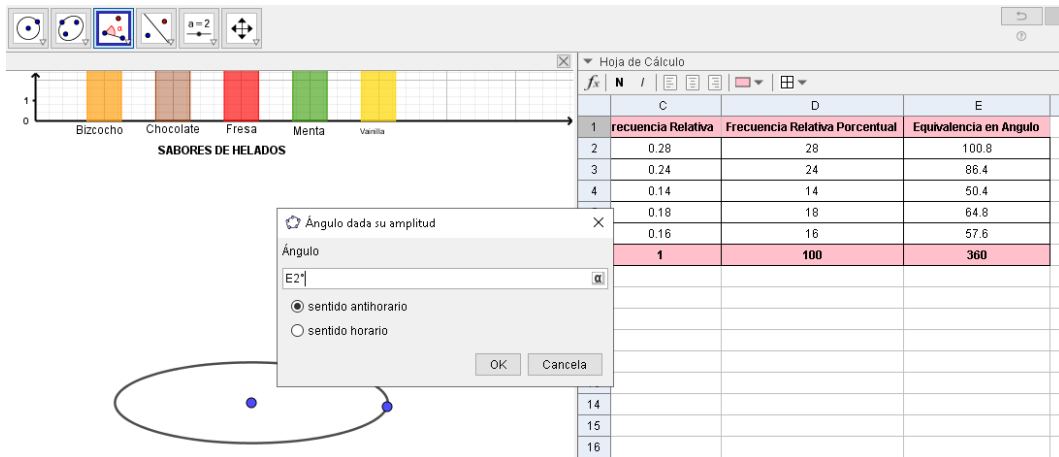 a = 2
α
Hoja de Cálculo
fx N I
C D E
1 recuencia Relativa Frecuencia Relativa Porcentual Equivalencia en Angulo
2 0.28 28 100.8
3 0.24 24 86.4
4 0.14 14 50.4
0.18 18 64.8
0.16 16 57.6
1 100 360
14
15
16
1
0
Bizcocho Chocolate Fresa Menta Vainilla
SABORES DE HELADOS
Ángulo dada su amplitud
Ángulo
E2° α
sentido antihorario
sentido horario
OK Cancela